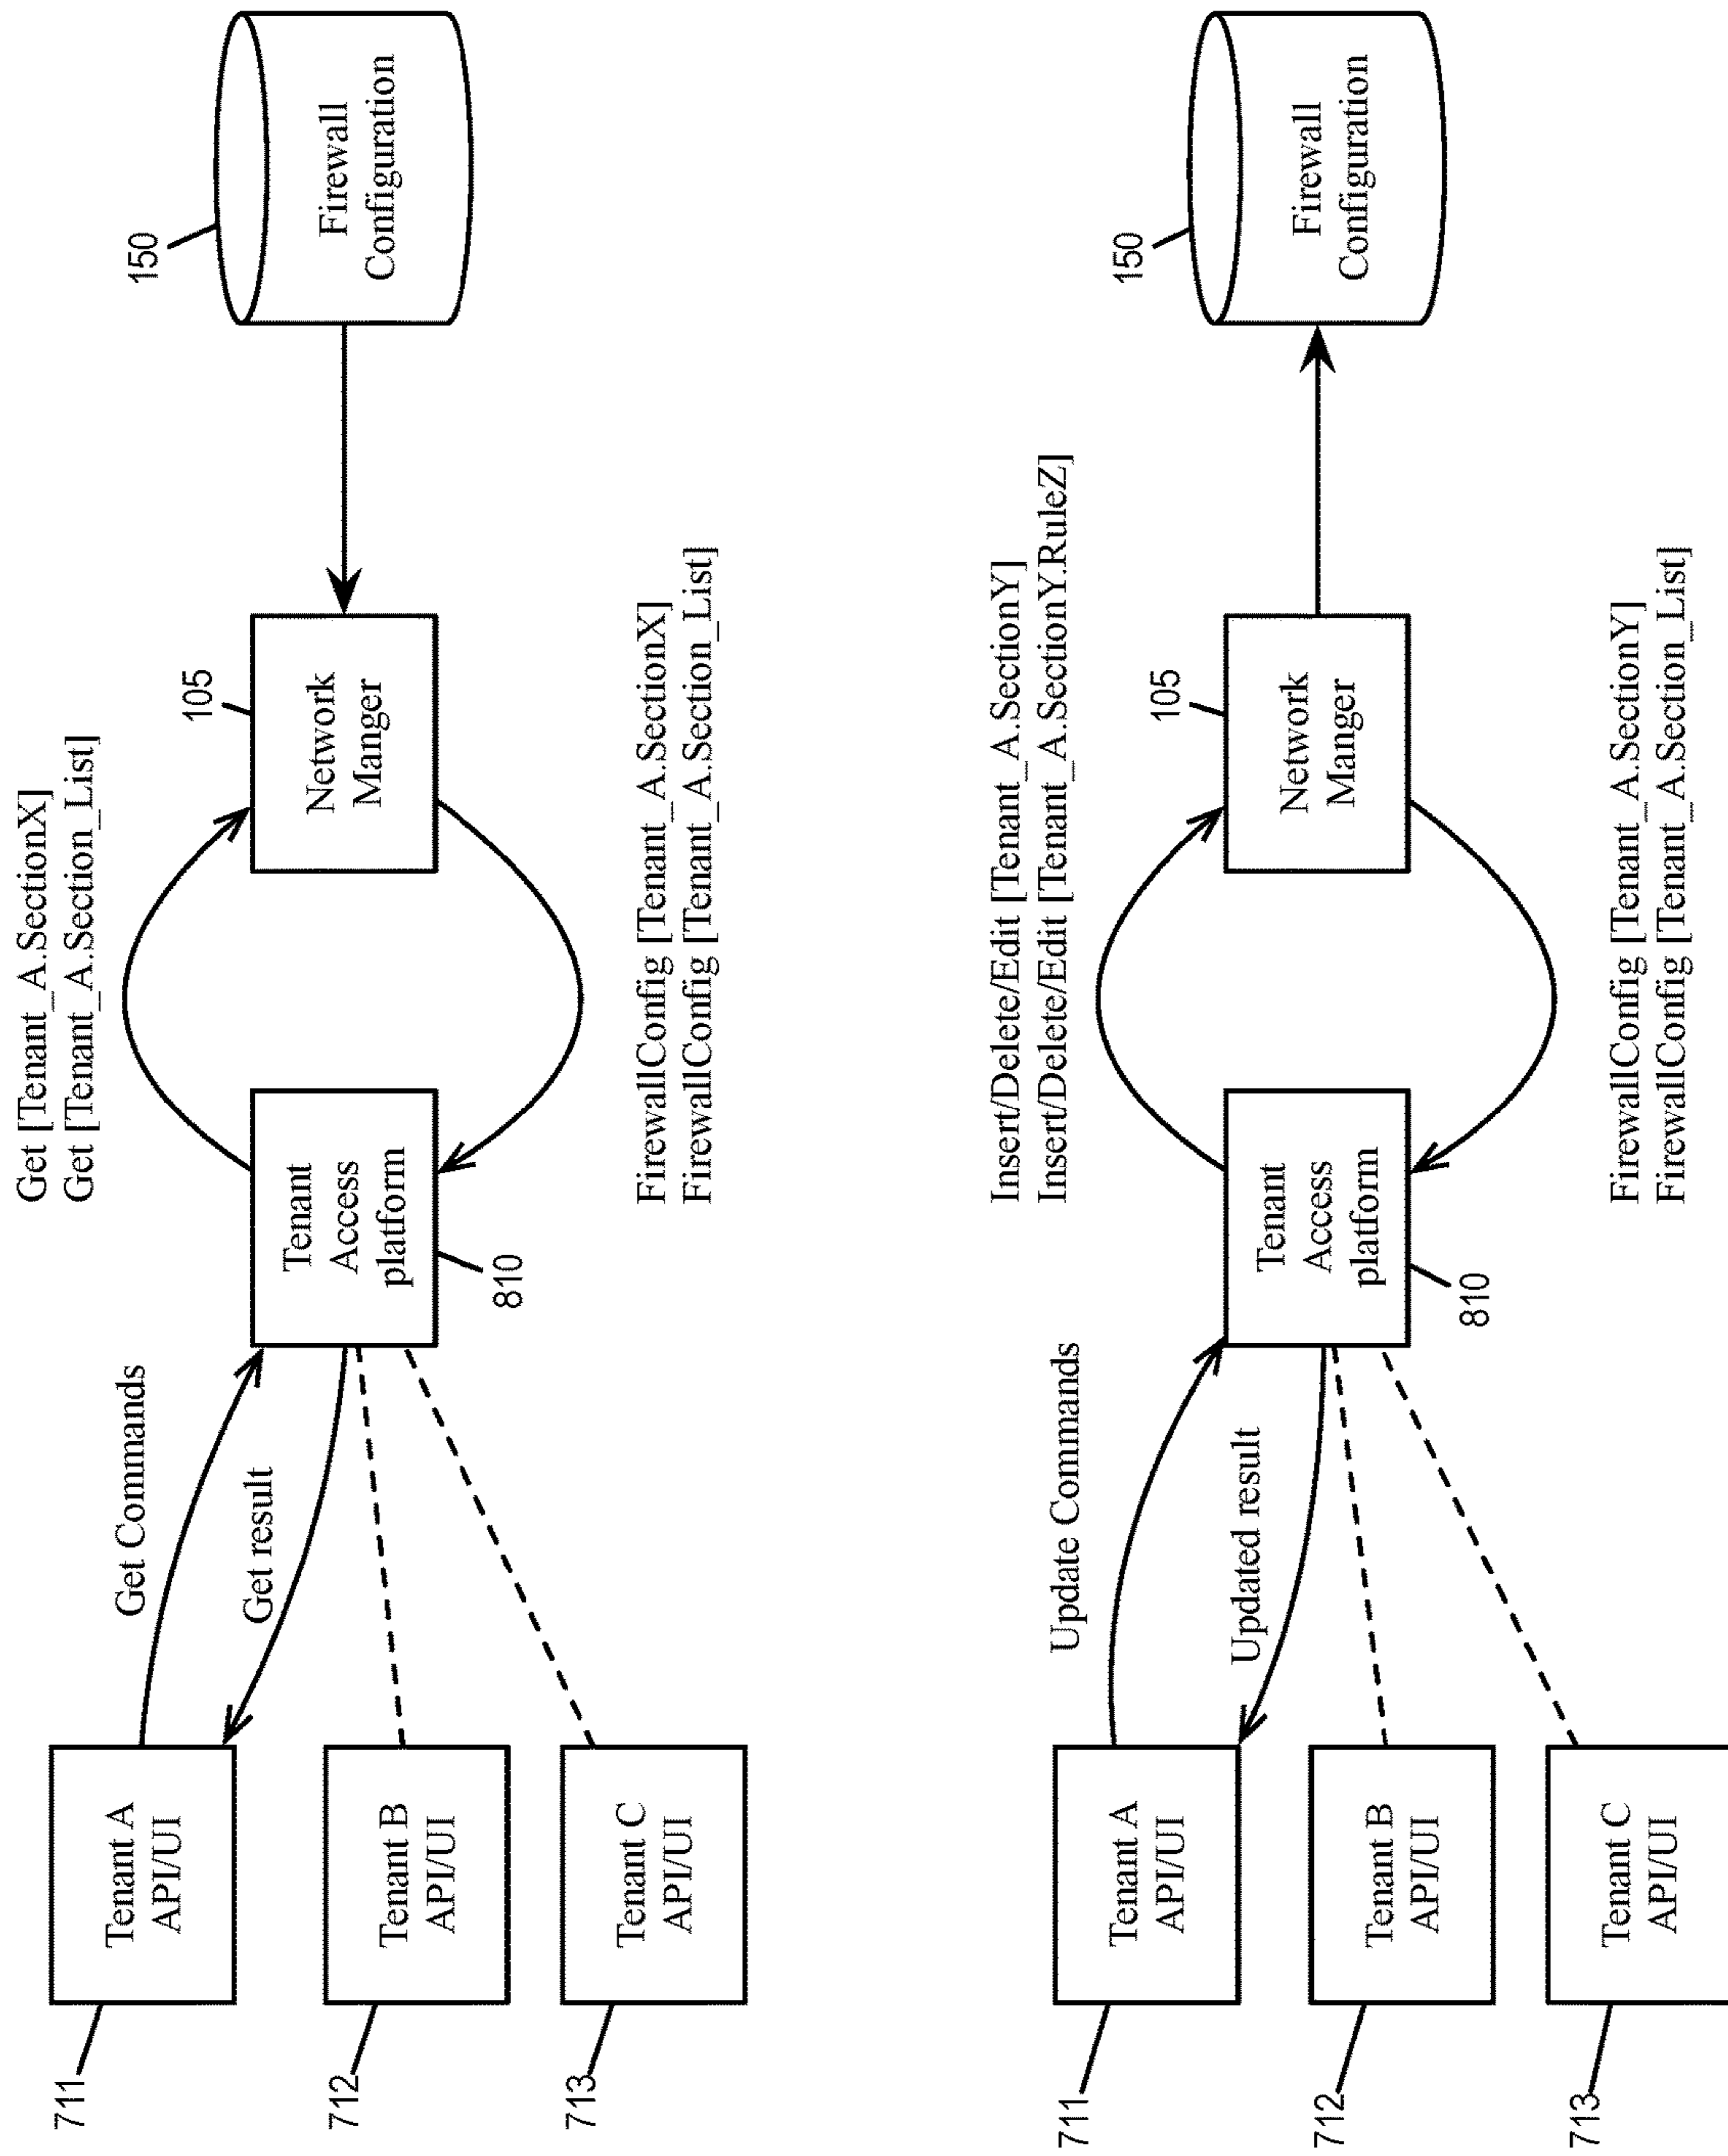 711
Tenant A
API/UI
712
Tenant B
API/UI
713
Tenant C
API/UI
Get Commands
Get result
Tenant
Access
platform
810
Get [Tenant_A.SectionX]
Get [Tenant_A.Section_List]
FirewallConfig [Tenant_A.SectionX]
FirewallConfig [Tenant_A.Section_List]
105
Network
Manger
150
Firewall
Configuration
711
Tenant A
API/UI
712
Tenant B
API/UI
713
Tenant C
API/UI
Update Commands
Updated result
Tenant
Access
platform
810
Insert/Delete/Edit [Tenant_A.SectionY]
Insert/Delete/Edit [Tenant_A.SectionY.RuleZ]
FirewallConfig [Tenant_A.SectionY]
FirewallConfig [Tenant_A.Section_List]
105
Network
Manger
150
Firewall
Configuration